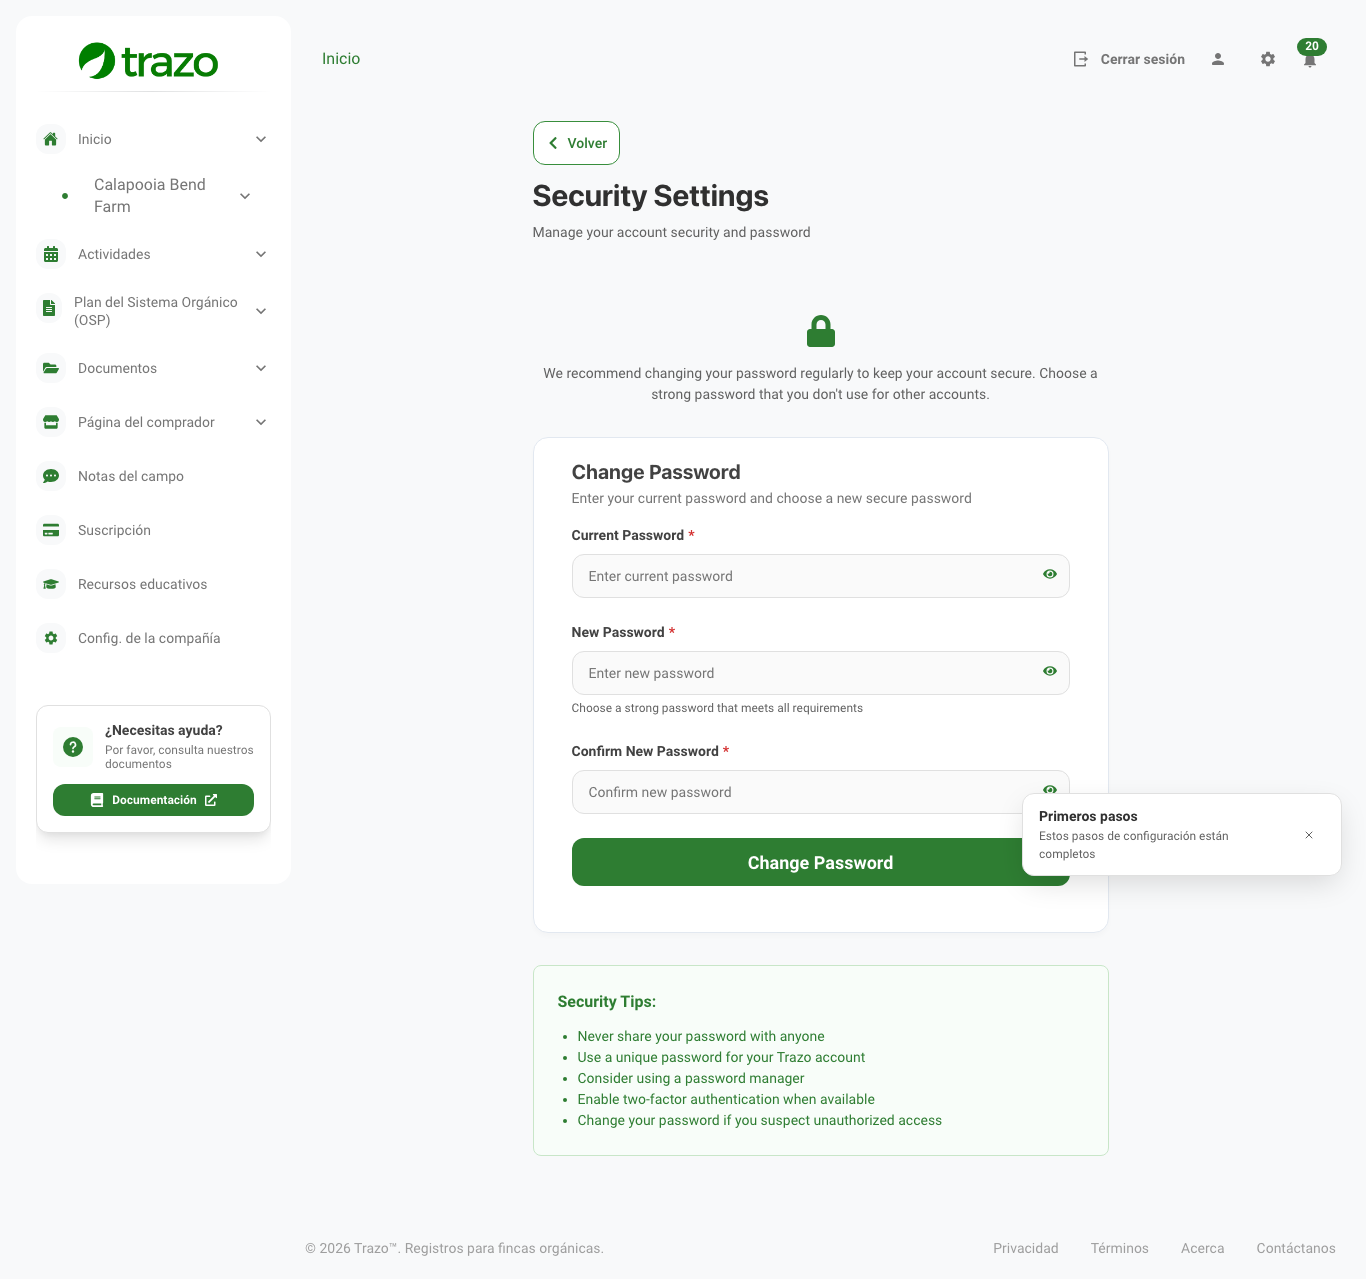 trazo
Inicio
Cerrar sesión
20
Inicio
Calapooia Bend
Farm
Actividades
Plan del Sistema Orgánico
(OSP)
Documentos
Página del comprador
Notas del campo
Suscripción
Recursos educativos
Config. de la compañía
¿Necesitas ayuda?
Por favor, consulta nuestros
documentos
Documentación
Volver
Security Settings
Manage your account security and password
We recommend changing your password regularly to keep your account secure. Choose a
strong password that you don't use for other accounts.
Change Password
Enter your current password and choose a new secure password
Current Password *
Enter current password
New Password *
Enter new password
Choose a strong password that meets all requirements
Confirm New Password *
Confirm new password
Change Password
Primeros pasos
Estos pasos de configuración están
completos
Security Tips:
• Never share your password with anyone
• Use a unique password for your Trazo account
• Consider using a password manager
• Enable two-factor authentication when available
• Change your password if you suspect unauthorized access
© 2026 Trazo™. Registros para fincas orgánicas.
Privacidad
Términos
Acerca
Contáctanos